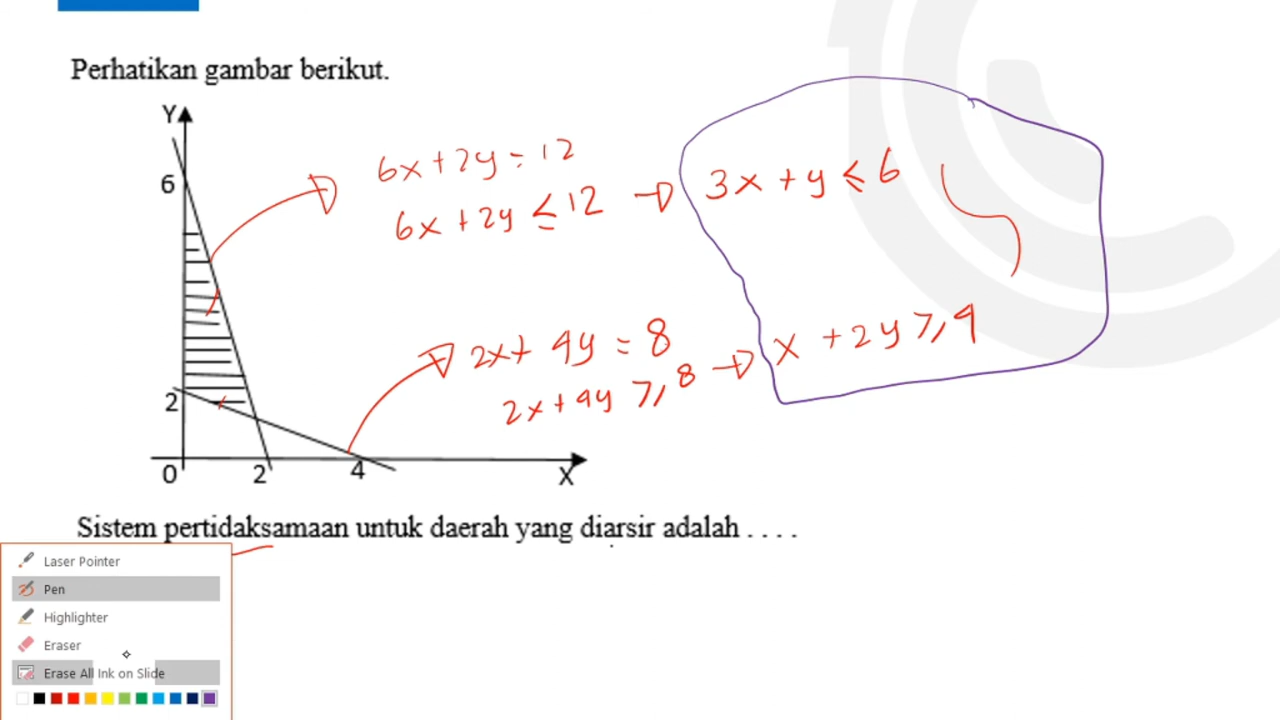 Perhatikan gambar berikut.
Y
6
2
0
2
4
X
6x + 2y = 12
6x + 2y ≤ 12 → 3x + y ≤ 6
2x + 4y = 8
2x + 4y ≥ 8 → x + 2y ≥ 4
Sistem pertidaksamaan untuk daerah yang diarsir adalah . . . .
Laser Pointer
Pen
Highlighter
Eraser
Erase All Ink on Slide